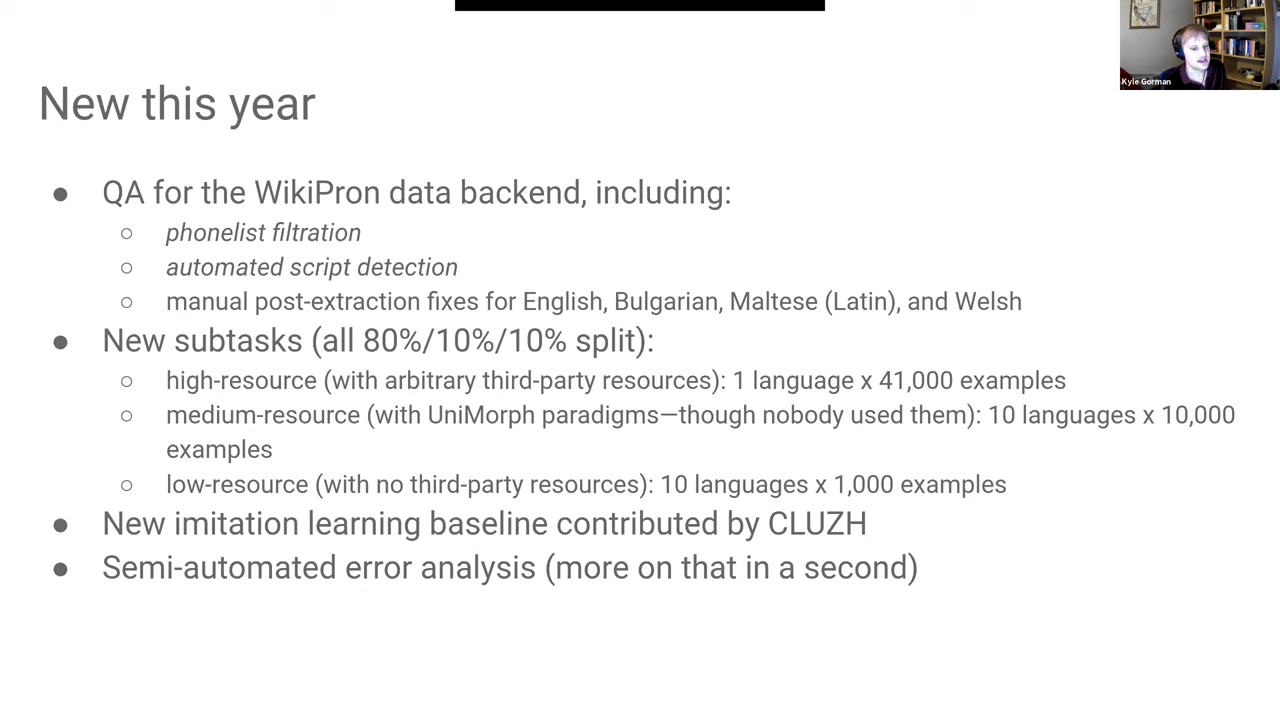 Kyle Gorman
New this year
● QA for the WikiPron data backend, including:
○ phonelist filtration
○ automated script detection
○ manual post-extraction fixes for English, Bulgarian, Maltese (Latin), and Welsh
● New subtasks (all 80%/10%/10% split):
○ high-resource (with arbitrary third-party resources): 1 language x 41,000 examples
○ medium-resource (with UniMorph paradigms—though nobody used them): 10 languages x 10,000
examples
○ low-resource (with no third-party resources): 10 languages x 1,000 examples
● New imitation learning baseline contributed by CLUZH
● Semi-automated error analysis (more on that in a second)